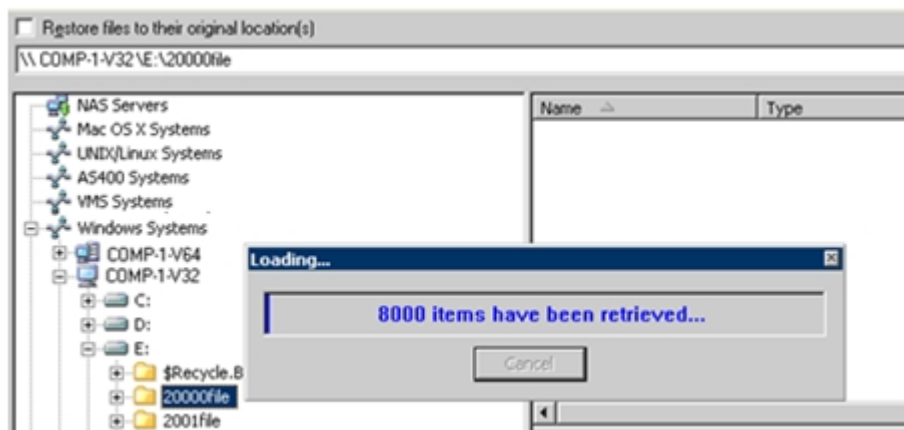 Restore files to their original location(s)
\\ COMP-1-V32\E:\20000file
NAS Servers
Mac OS X Systems
UNIX/Linux Systems
AS400 Systems
VMS Systems
Windows Systems
COMP-1-V64
COMP-1-V32
C:
D:
E:
$Recycle.B
20000file
2001file
Name
Type
Loading...
8000 items have been retrieved...
Cancel